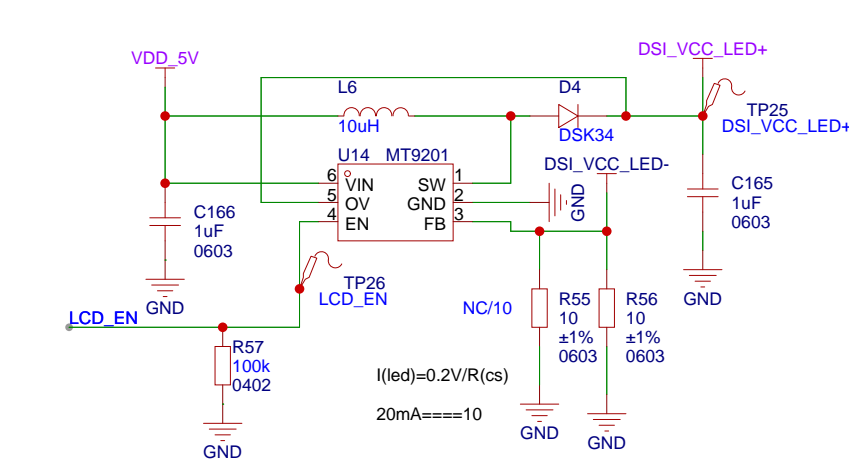 DSI_VCC_LED+
VDD_5V
L6
D4
TP25
10uH
DSK34
DSI_VCC_LED+
U14 MT9201
DSI_VCC_LED-
6 VIN SW 1
5 OV GND 2
4 EN FB 3
GND
C165
1uF
0603
C166
1uF
0603
TP26
LCD_EN
GND
GND
NC/10
R55
10
±1%
0603
R56
10
±1%
0603
LCD_EN
R57
100k
0402
I(led)=0.2V/R(cs)
20mA====10
GND
GND
GND